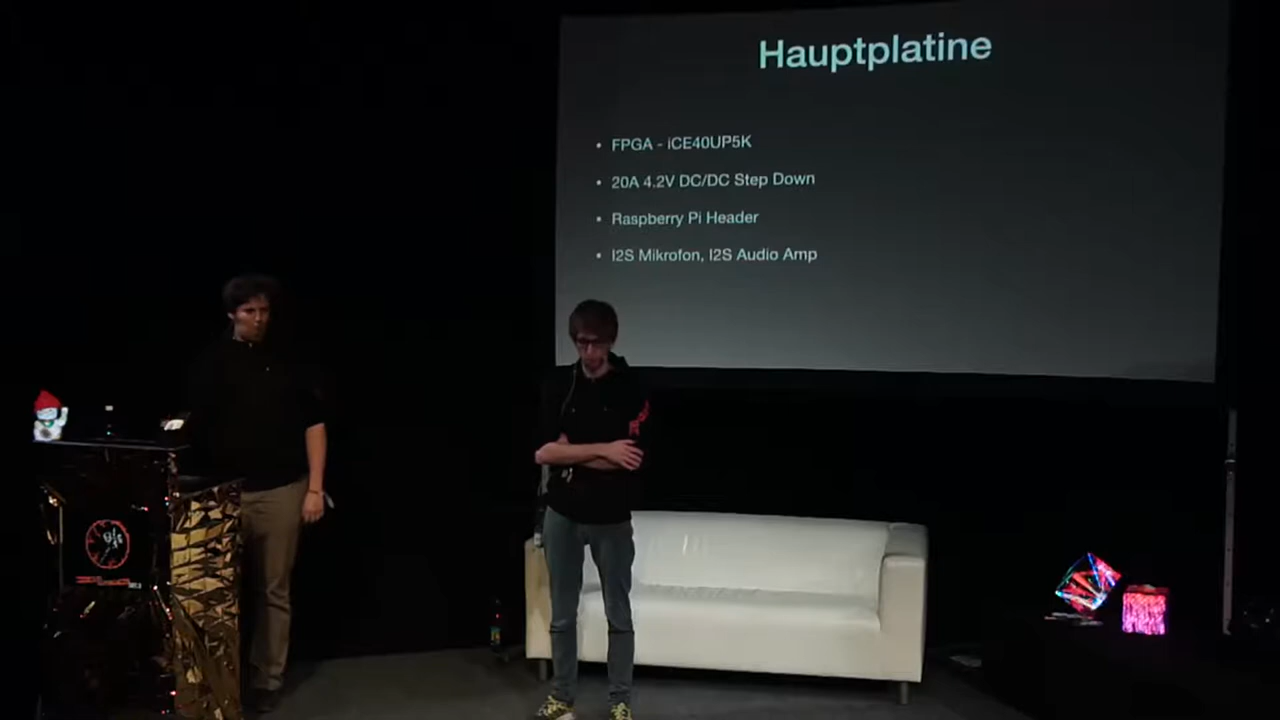 Hauptplatine
• FPGA - iCE40UP5K
• 20A 4.2V DC/DC Step Down
• Raspberry Pi Header
• I2S Mikrofon, I2S Audio Amp